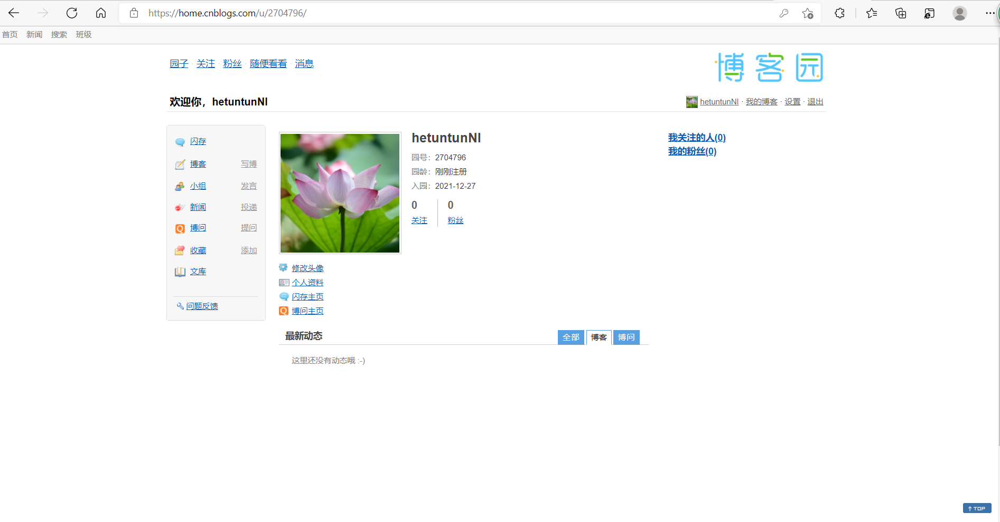 https://home.cnblogs.com/u/2704796/
首页 新闻 搜索 班级
园子 · 关注 · 粉丝 · 随便看看 · 消息
博客园
欢迎你，hetuntunNI
hetuntunNI · 我的博客 · 设置 · 退出
闪存
博客 写博
小组 发言
新闻 投递
博问 提问
收藏 添加
文库
问题反馈
hetuntunNI
园号：2704796
园龄：刚刚注册
入园：2021-12-27
0 0
关注 粉丝
我关注的人(0)
我的粉丝(0)
修改头像
个人资料
闪存主页
博问主页
最新动态 全部 博客 博问
这里还没有动态哦 :-)
↑ TOP